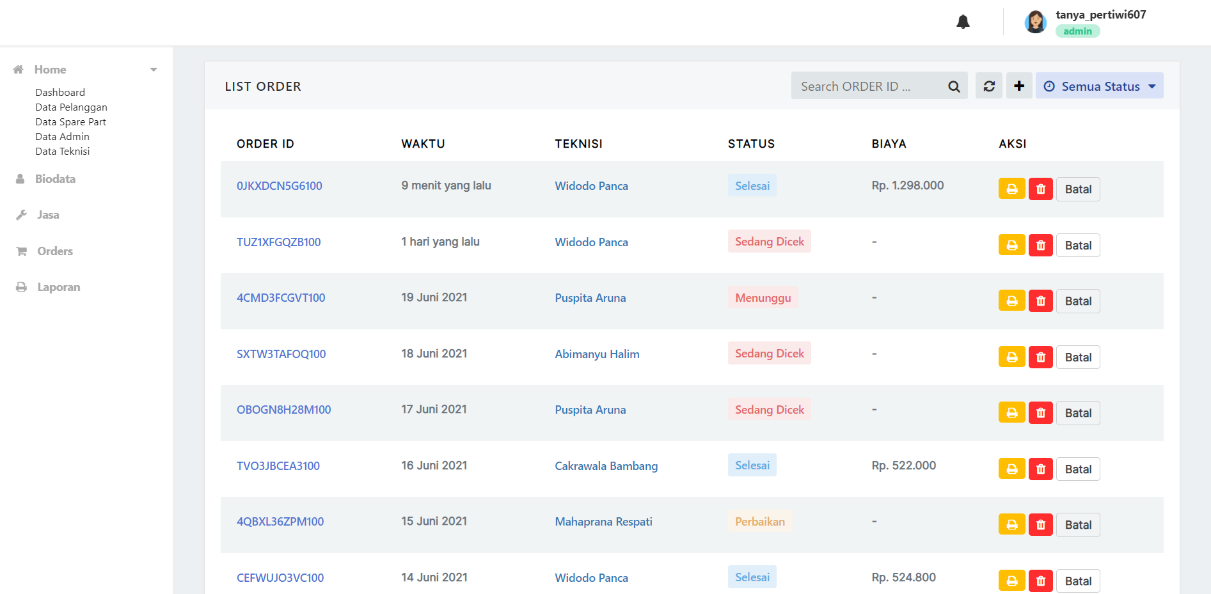 tanya_pertiwi607
admin
Home
Dashboard
Data Pelanggan
Data Spare Part
Data Admin
Data Teknisi
Biodata
Jasa
Orders
Laporan
LIST ORDER
Search ORDER ID ...
Semua Status
ORDER ID WAKTU TEKNISI STATUS BIAYA AKSI
0JKXDCN5G6100 9 menit yang lalu Widodo Panca Selesai Rp. 1.298.000 Batal
TUZ1XFGQZB100 1 hari yang lalu Widodo Panca Sedang Dicek - Batal
4CMD3FCGVT100 19 Juni 2021 Puspita Aruna Menunggu - Batal
SXTW3TAFOQ100 18 Juni 2021 Abimanyu Halim Sedang Dicek - Batal
OBOGN8H28M100 17 Juni 2021 Puspita Aruna Sedang Dicek - Batal
TVO3JBCEA3100 16 Juni 2021 Cakrawala Bambang Selesai Rp. 522.000 Batal
4QBXL36ZPM100 15 Juni 2021 Mahaprana Respati Perbaikan - Batal
CEFWUJO3VC100 14 Juni 2021 Widodo Panca Selesai Rp. 524.800 Batal